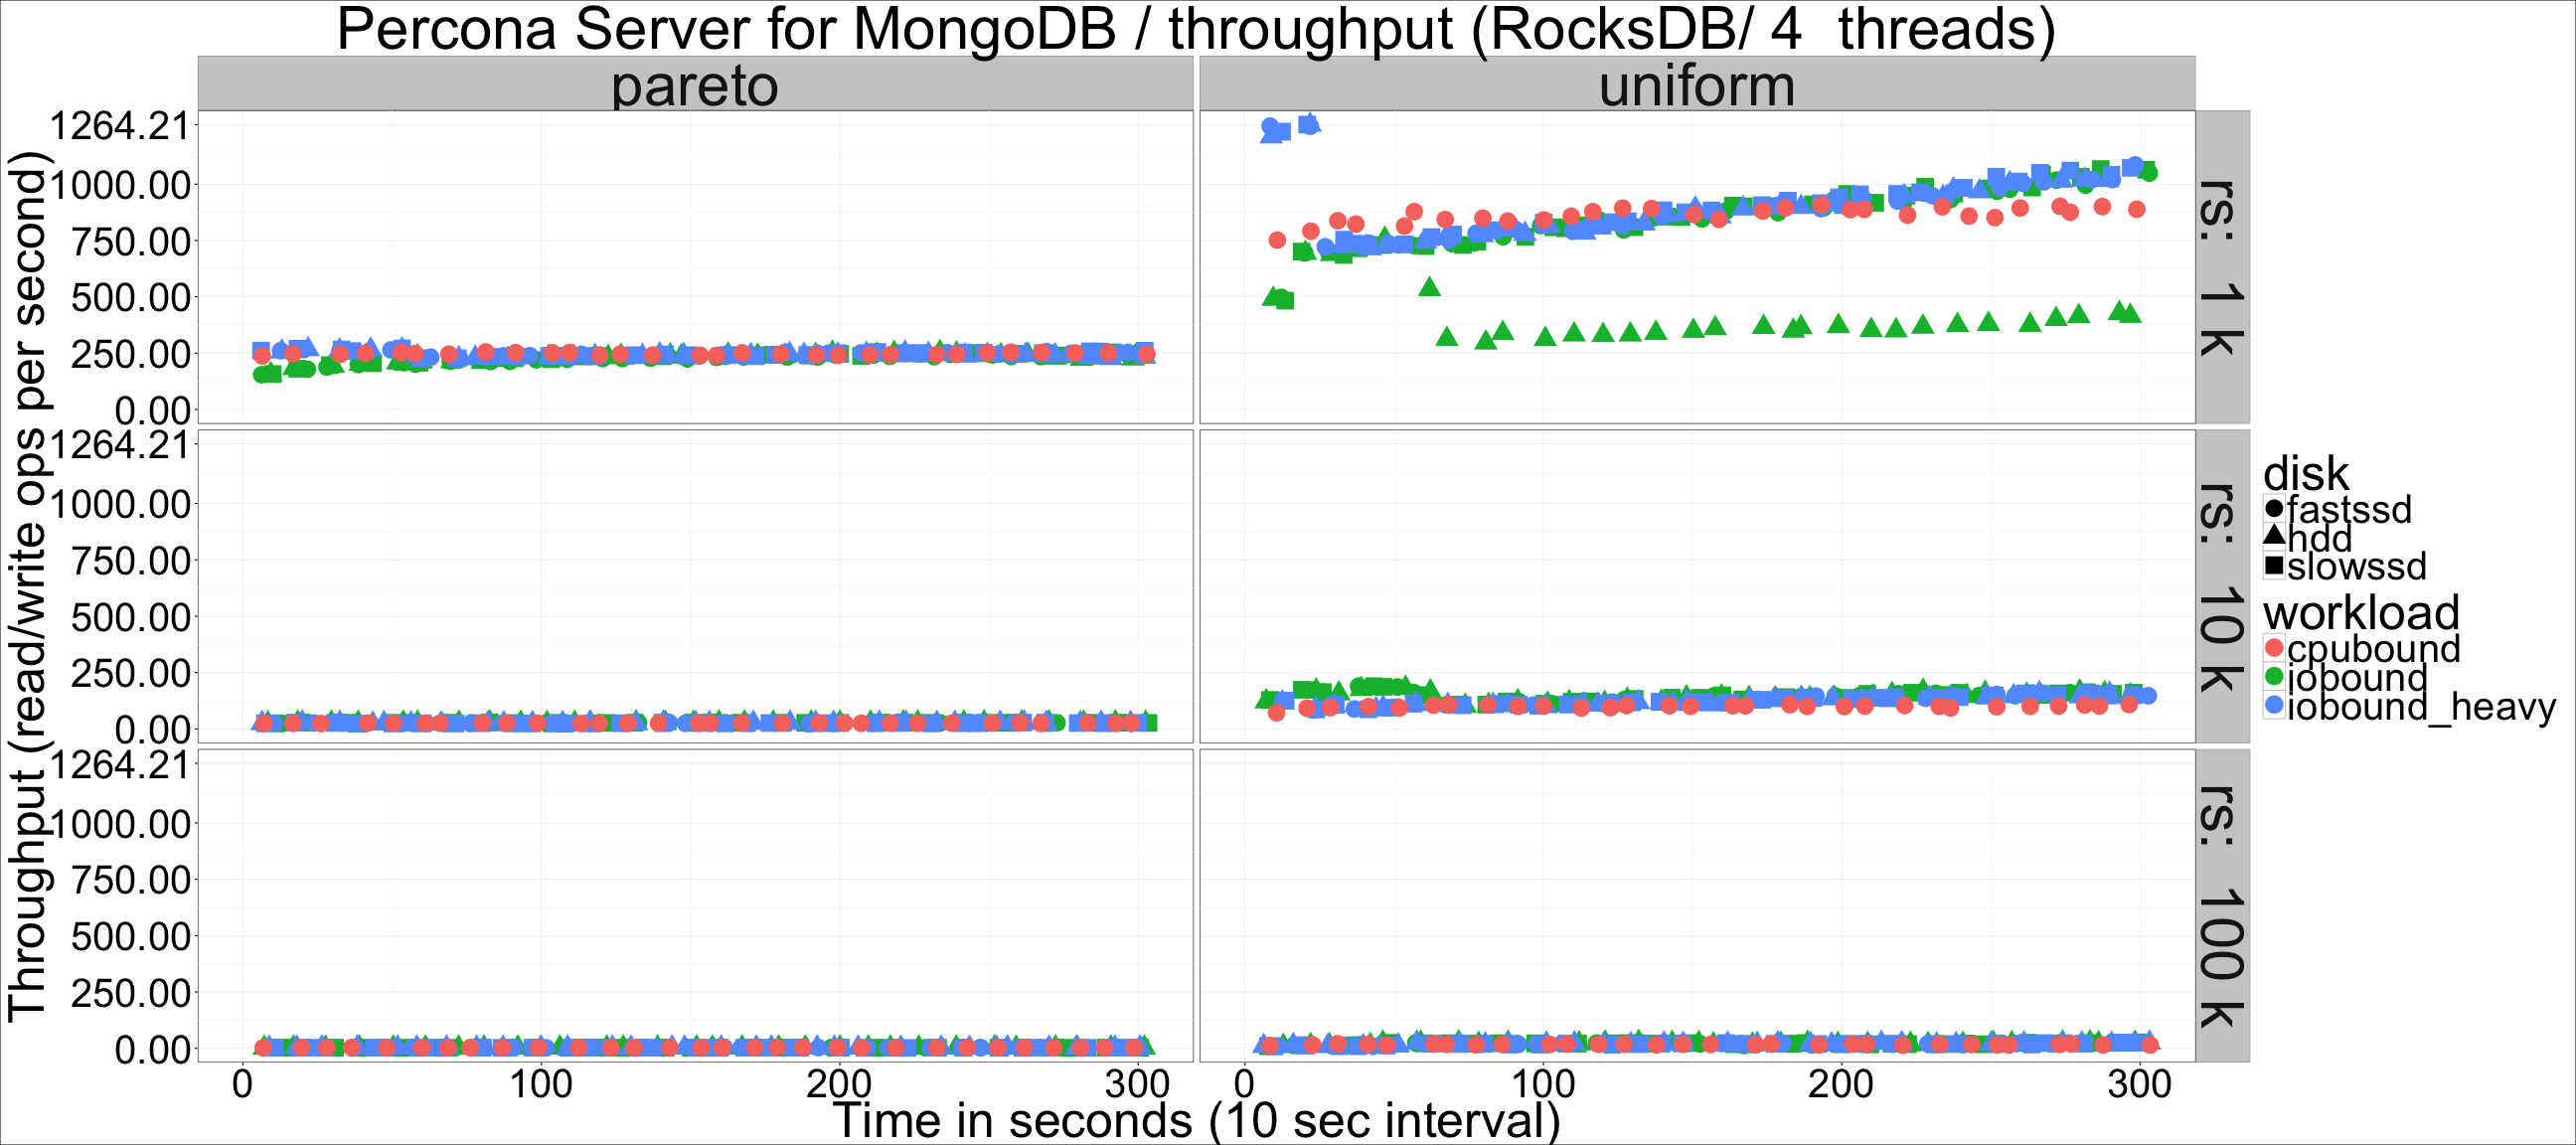 Percona Server for MongoDB / throughput (RocksDB/ 4  threads)
pareto
uniform
Throughput (read/write ops per second)
1264.21
1000.00
750.00
500.00
250.00
0.00
rs:  1 k
1264.21
1000.00
750.00
500.00
250.00
0.00
rs:  10 k
1264.21
1000.00
750.00
500.00
250.00
0.00
rs:  100 k
0 100 200 300
0 100 200 300
Time in seconds (10 sec interval)
disk
fastssd
hdd
slowssd
workload
cpubound
iobound
iobound_heavy